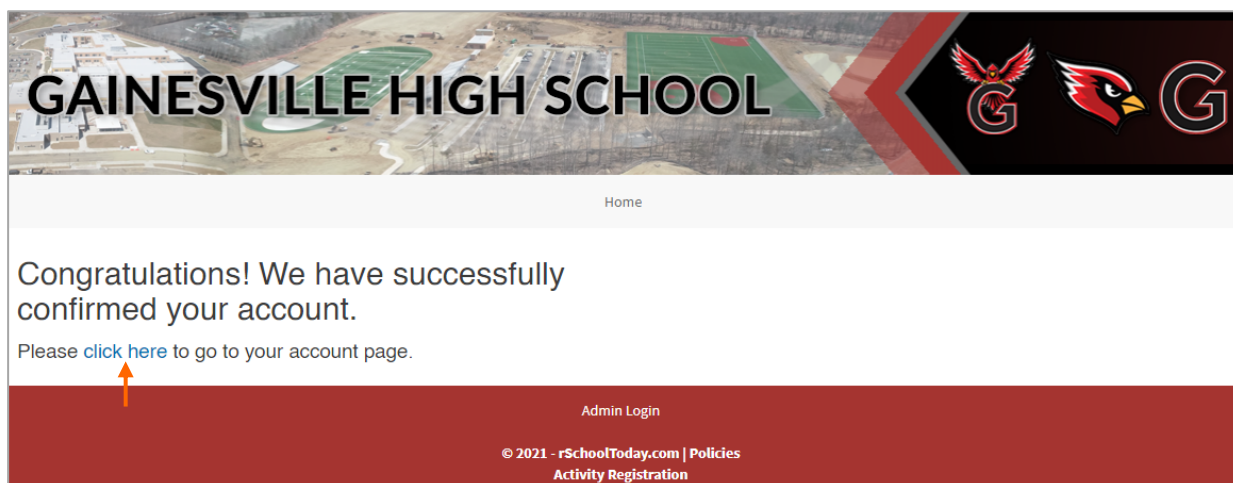 GAINESVILLE HIGH SCHOOL
G
G
Home
Congratulations! We have successfully
confirmed your account.
Please click here to go to your account page.
Admin Login
© 2021 - rSchoolToday.com | Policies
Activity Registration